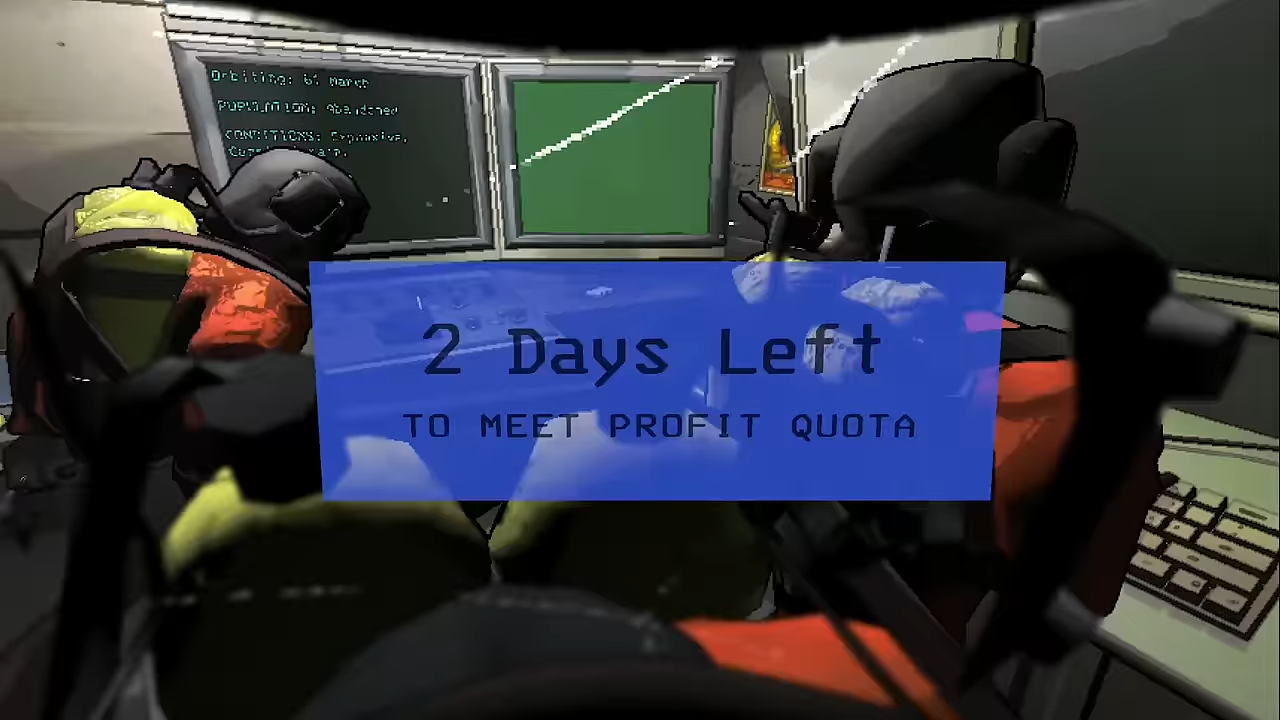 Orbiting: 61 March
POPULATION: Abandoned
CONDITIONS: Expansive,
2 Days Left
TO MEET PROFIT QUOTA